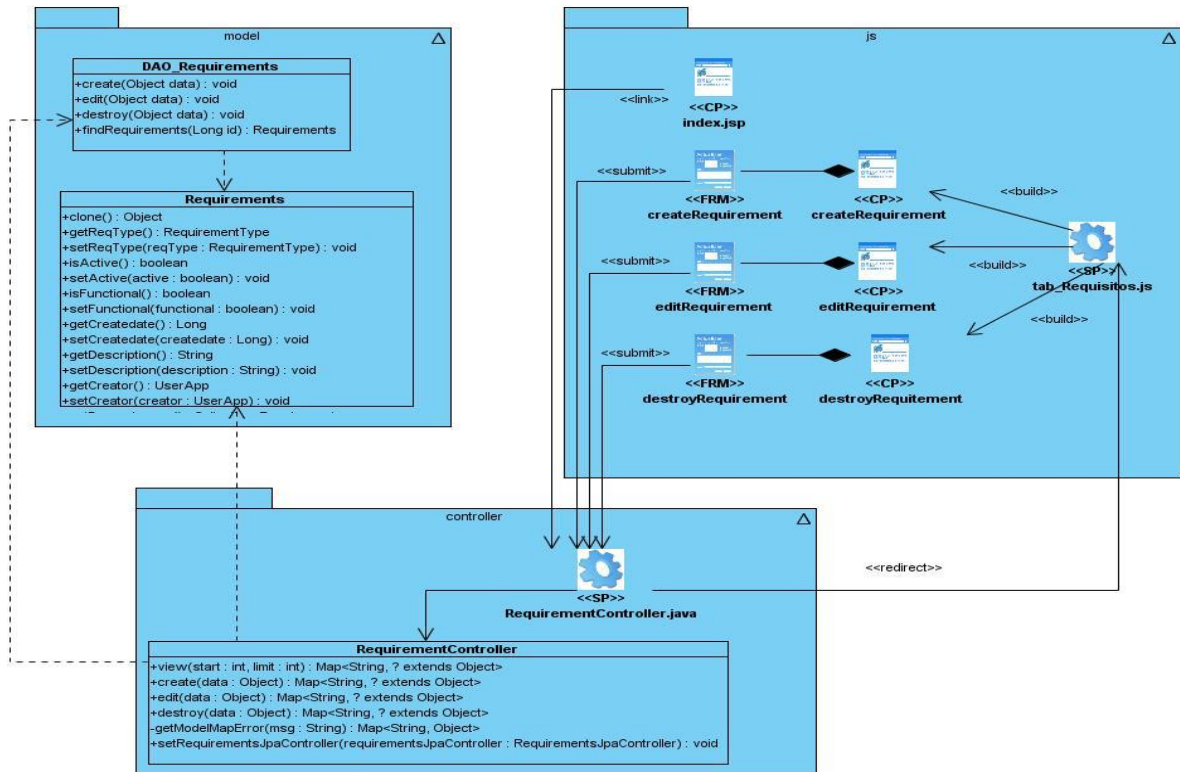 model
DAO_Requirements
+create(Object data) : void
+edit(Object data) : void
+destroy(Object data) : void
+findRequirements(Long id) : Requirements
Requirements
+clone() : Object
+getReqType() : RequirementType
+setReqType(reqType : RequirementType) : void
+isActive() : boolean
+setActive(active : boolean) : void
+isFunctional() : boolean
+setFunctional(functional : boolean) : void
+getCreatedate() : Long
+setCreatedate(createdate : Long) : void
+getDescription() : String
+setDescription(description : String) : void
+getCreator() : UserApp
+setCreator(creator : UserApp) : void
js
<<link>>
<<CP>>
index.jsp
<<submit>>
<<FRM>>
createRequirement
<<CP>>
createRequirement
<<build>>
<<submit>>
<<FRM>>
editRequirement
<<CP>>
editRequirement
<<build>>
<<SP>>
tab_Requisitos.js
<<build>>
<<submit>>
<<FRM>>
destroyRequirement
<<CP>>
destroyRequitement
controller
<<SP>>
RequirementController.java
<<redirect>>
RequirementController
+view(start : int, limit : int) : Map<String, ? extends Object>
+create(data : Object) : Map<String, ? extends Object>
+edit(data : Object) : Map<String, ? extends Object>
+destroy(data : Object) : Map<String, ? extends Object>
-getModelMapError(msg : String) : Map<String, Object>
+setRequirementsJpaController(requirementsJpaController : RequirementsJpaController) : void